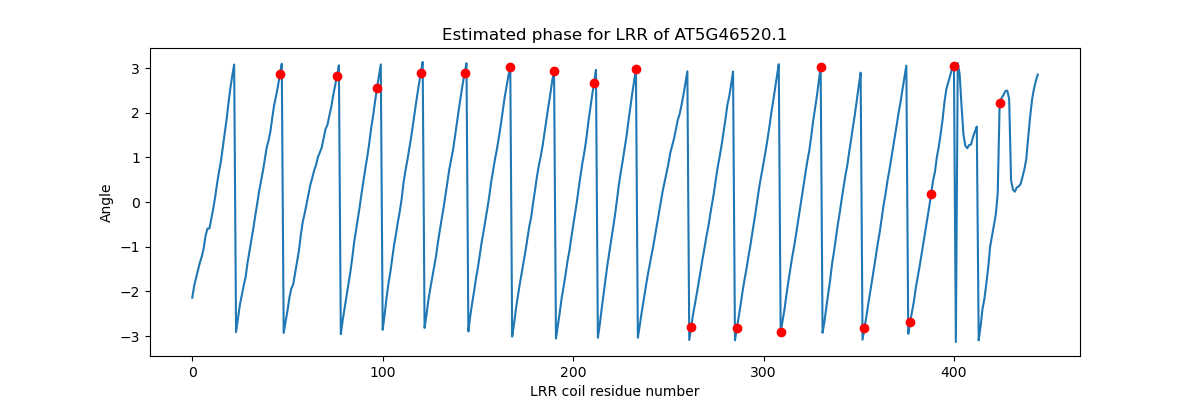 Estimated phase for LRR of AT5G46520.1
3
2
1
0
−1
−2
−3
Angle
0 100 200 300 400
LRR coil residue number